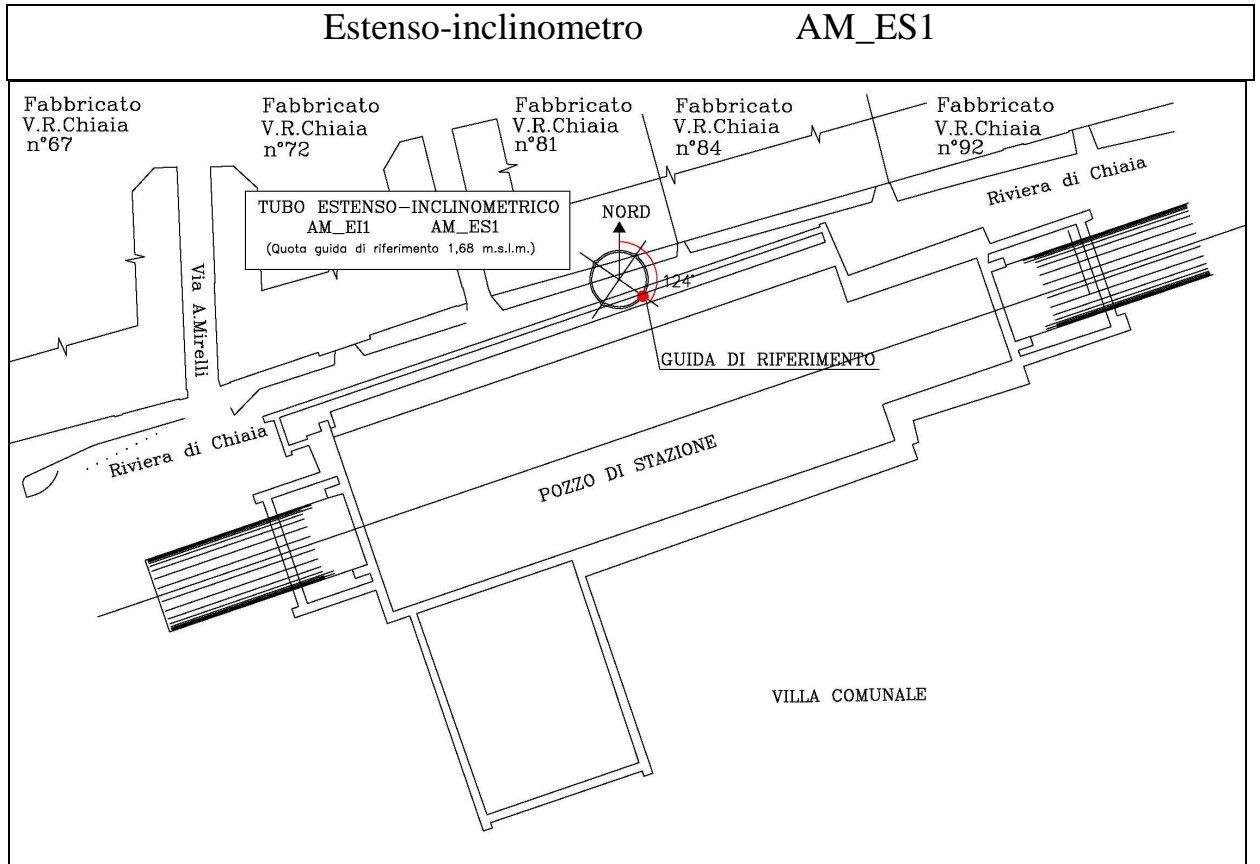 Estenso-inclinometro AM_ES1
Fabbricato
V.R.Chiaia
n°67
Fabbricato
V.R.Chiaia
n°72
Fabbricato
V.R.Chiaia
n°81
Fabbricato
V.R.Chiaia
n°84
Fabbricato
V.R.Chiaia
n°92
Riviera di Chiaia
TUBO ESTENSO-INCLINOMETRICO
AM_EI1 AM_ES1
(Quota guida di riferimento 1,68 m.s.l.m.)
NORD
124°
Via A.Mirelli
GUIDA DI RIFERIMENTO
Riviera di Chiaia
POZZO DI STAZIONE
VILLA COMUNALE